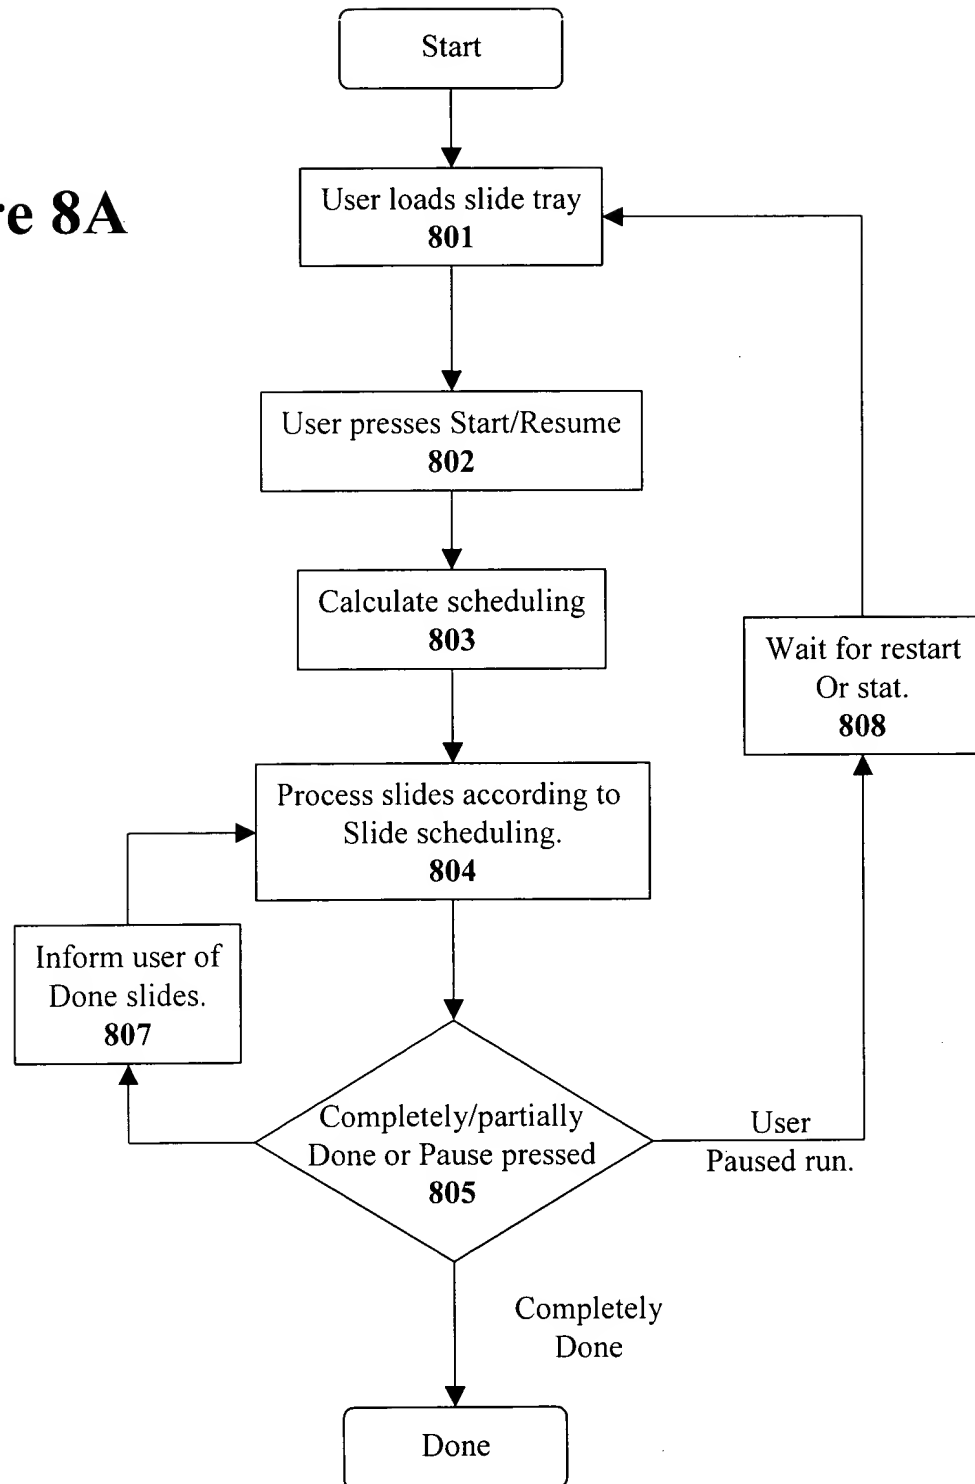 Start
re 8A
User loads slide tray
801
User presses Start/Resume
802
Calculate scheduling
803
Wait for restart
Or stat.
808
Process slides according to
Slide scheduling.
804
Inform user of
Done slides.
807
Completely/partially
Done or Pause pressed
805
User
Paused run.
Completely
Done
Done